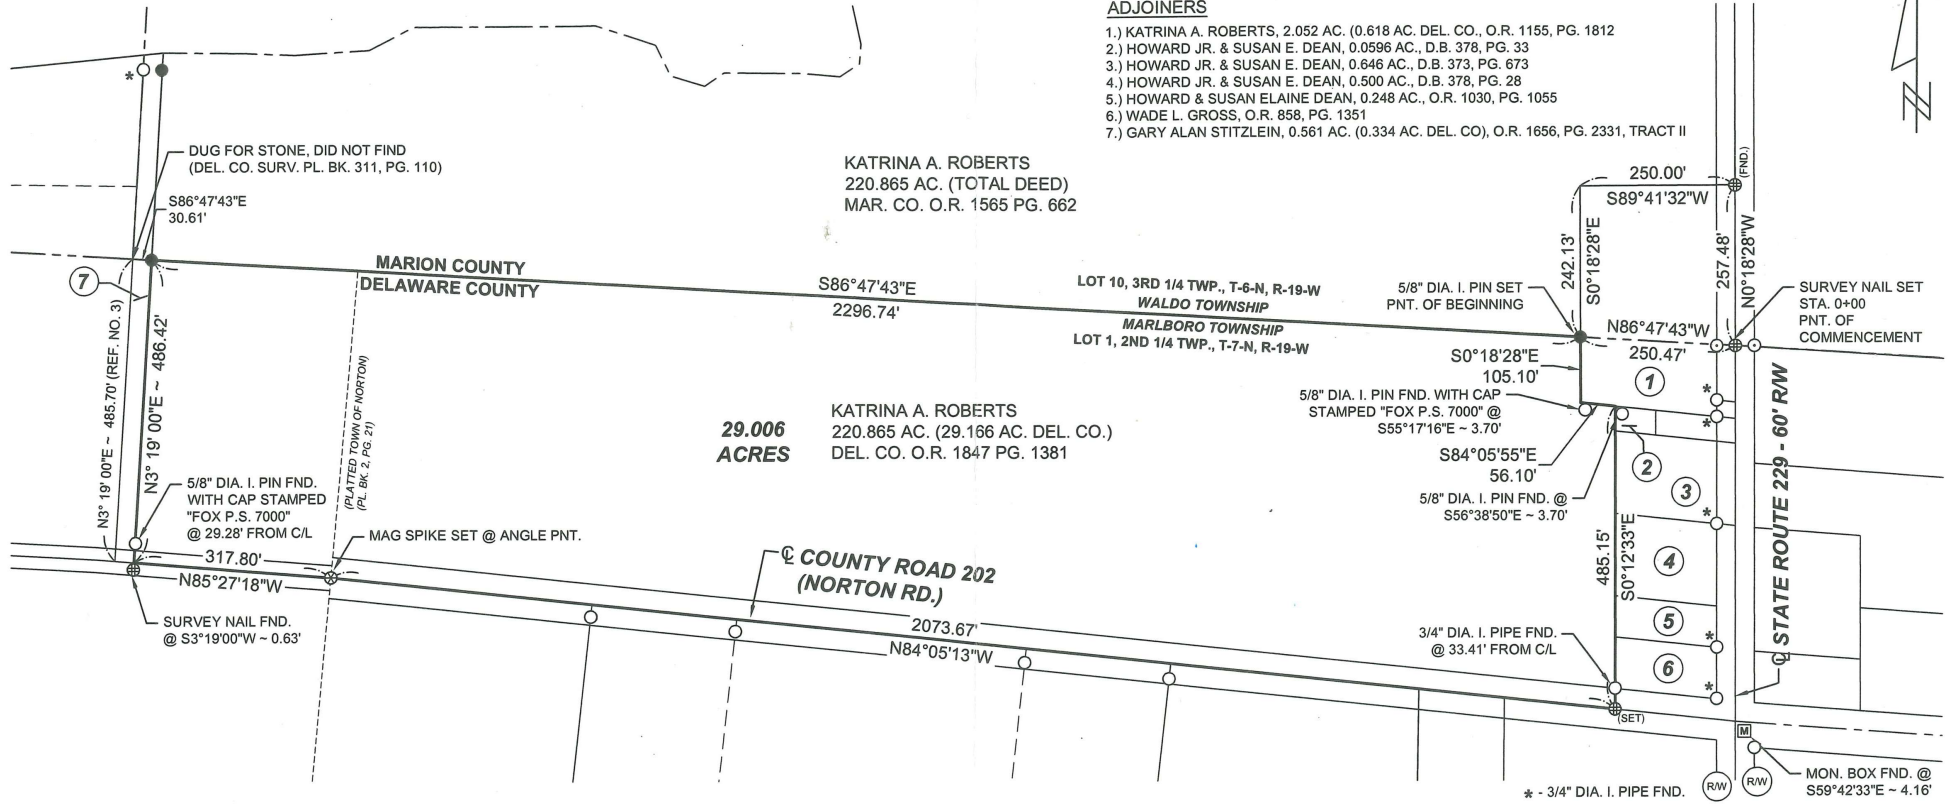 ADJOINERS
1.) KATRINA A. ROBERTS, 2.052 AC. (0.618 AC. DEL. CO., O.R. 1155, PG. 1812
2.) HOWARD JR. & SUSAN E. DEAN, 0.0596 AC., D.B. 378, PG. 33
3.) HOWARD JR. & SUSAN E. DEAN, 0.646 AC., D.B. 373, PG. 673
4.) HOWARD JR. & SUSAN E. DEAN, 0.500 AC., D.B. 378, PG. 28
5.) HOWARD & SUSAN ELAINE DEAN, 0.248 AC., O.R. 1030, PG. 1055
6.) WADE L. GROSS, O.R. 858, PG. 1351
7.) GARY ALAN STITZLEIN, 0.561 AC. (0.334 AC. DEL. CO), O.R. 1656, PG. 2331, TRACT II
N
*
DUG FOR STONE, DID NOT FIND
(DEL. CO. SURV. PL. BK. 311, PG. 110)
S86°47'43"E
30.61'
KATRINA A. ROBERTS
220.865 AC. (TOTAL DEED)
MAR. CO. O.R. 1565 PG. 662
250.00'
S89°41'32"W
(FND.)
242.13'
S0°18'28"E
257.48'
N0°18'28"W
7
MARION COUNTY
DELAWARE COUNTY
S86°47'43"E
2296.74'
LOT 10, 3RD 1/4 TWP., T-6-N, R-19-W
WALDO TOWNSHIP
MARLBORO TOWNSHIP
LOT 1, 2ND 1/4 TWP., T-7-N, R-19-W
5/8" DIA. I. PIN SET
PNT. OF BEGINNING
N86°47'43"W
250.47'
SURVEY NAIL SET
STA. 0+00
PNT. OF
COMMENCEMENT
N3° 19' 00"E ~ 485.70' (REF. NO. 3)
N3° 19' 00"E ~ 486.42'
(PLATTED TOWN OF NORTON)
(PL. BK. 2, PG. 21)
S0°18'28"E
105.10'
1
*
*
5/8" DIA. I. PIN FND. WITH CAP
STAMPED "FOX P.S. 7000" @
S55°17'16"E ~ 3.70'
29.006
ACRES
KATRINA A. ROBERTS
220.865 AC. (29.166 AC. DEL. CO.)
DEL. CO. O.R. 1847 PG. 1381
S84°05'55"E
56.10'
2
5/8" DIA. I. PIN FND. @
S56°38'50"E ~ 3.70'
3
*
5/8" DIA. I. PIN FND.
WITH CAP STAMPED
"FOX P.S. 7000"
@ 29.28' FROM C/L
MAG SPIKE SET @ ANGLE PNT.
317.80'
N85°27'18"W
SURVEY NAIL FND.
@ S3°19'00"W ~ 0.63'
℄ COUNTY ROAD 202
(NORTON RD.)
2073.67'
N84°05'13"W
485.15'
S0°12'33"E
4
5
*
6
*
3/4" DIA. I. PIPE FND.
@ 33.41' FROM C/L
(SET)
℄ STATE ROUTE 229 - 60' R/W
M
R/W
R/W
MON. BOX FND. @
S59°42'33"E ~ 4.16'
* - 3/4" DIA. I. PIPE FND.